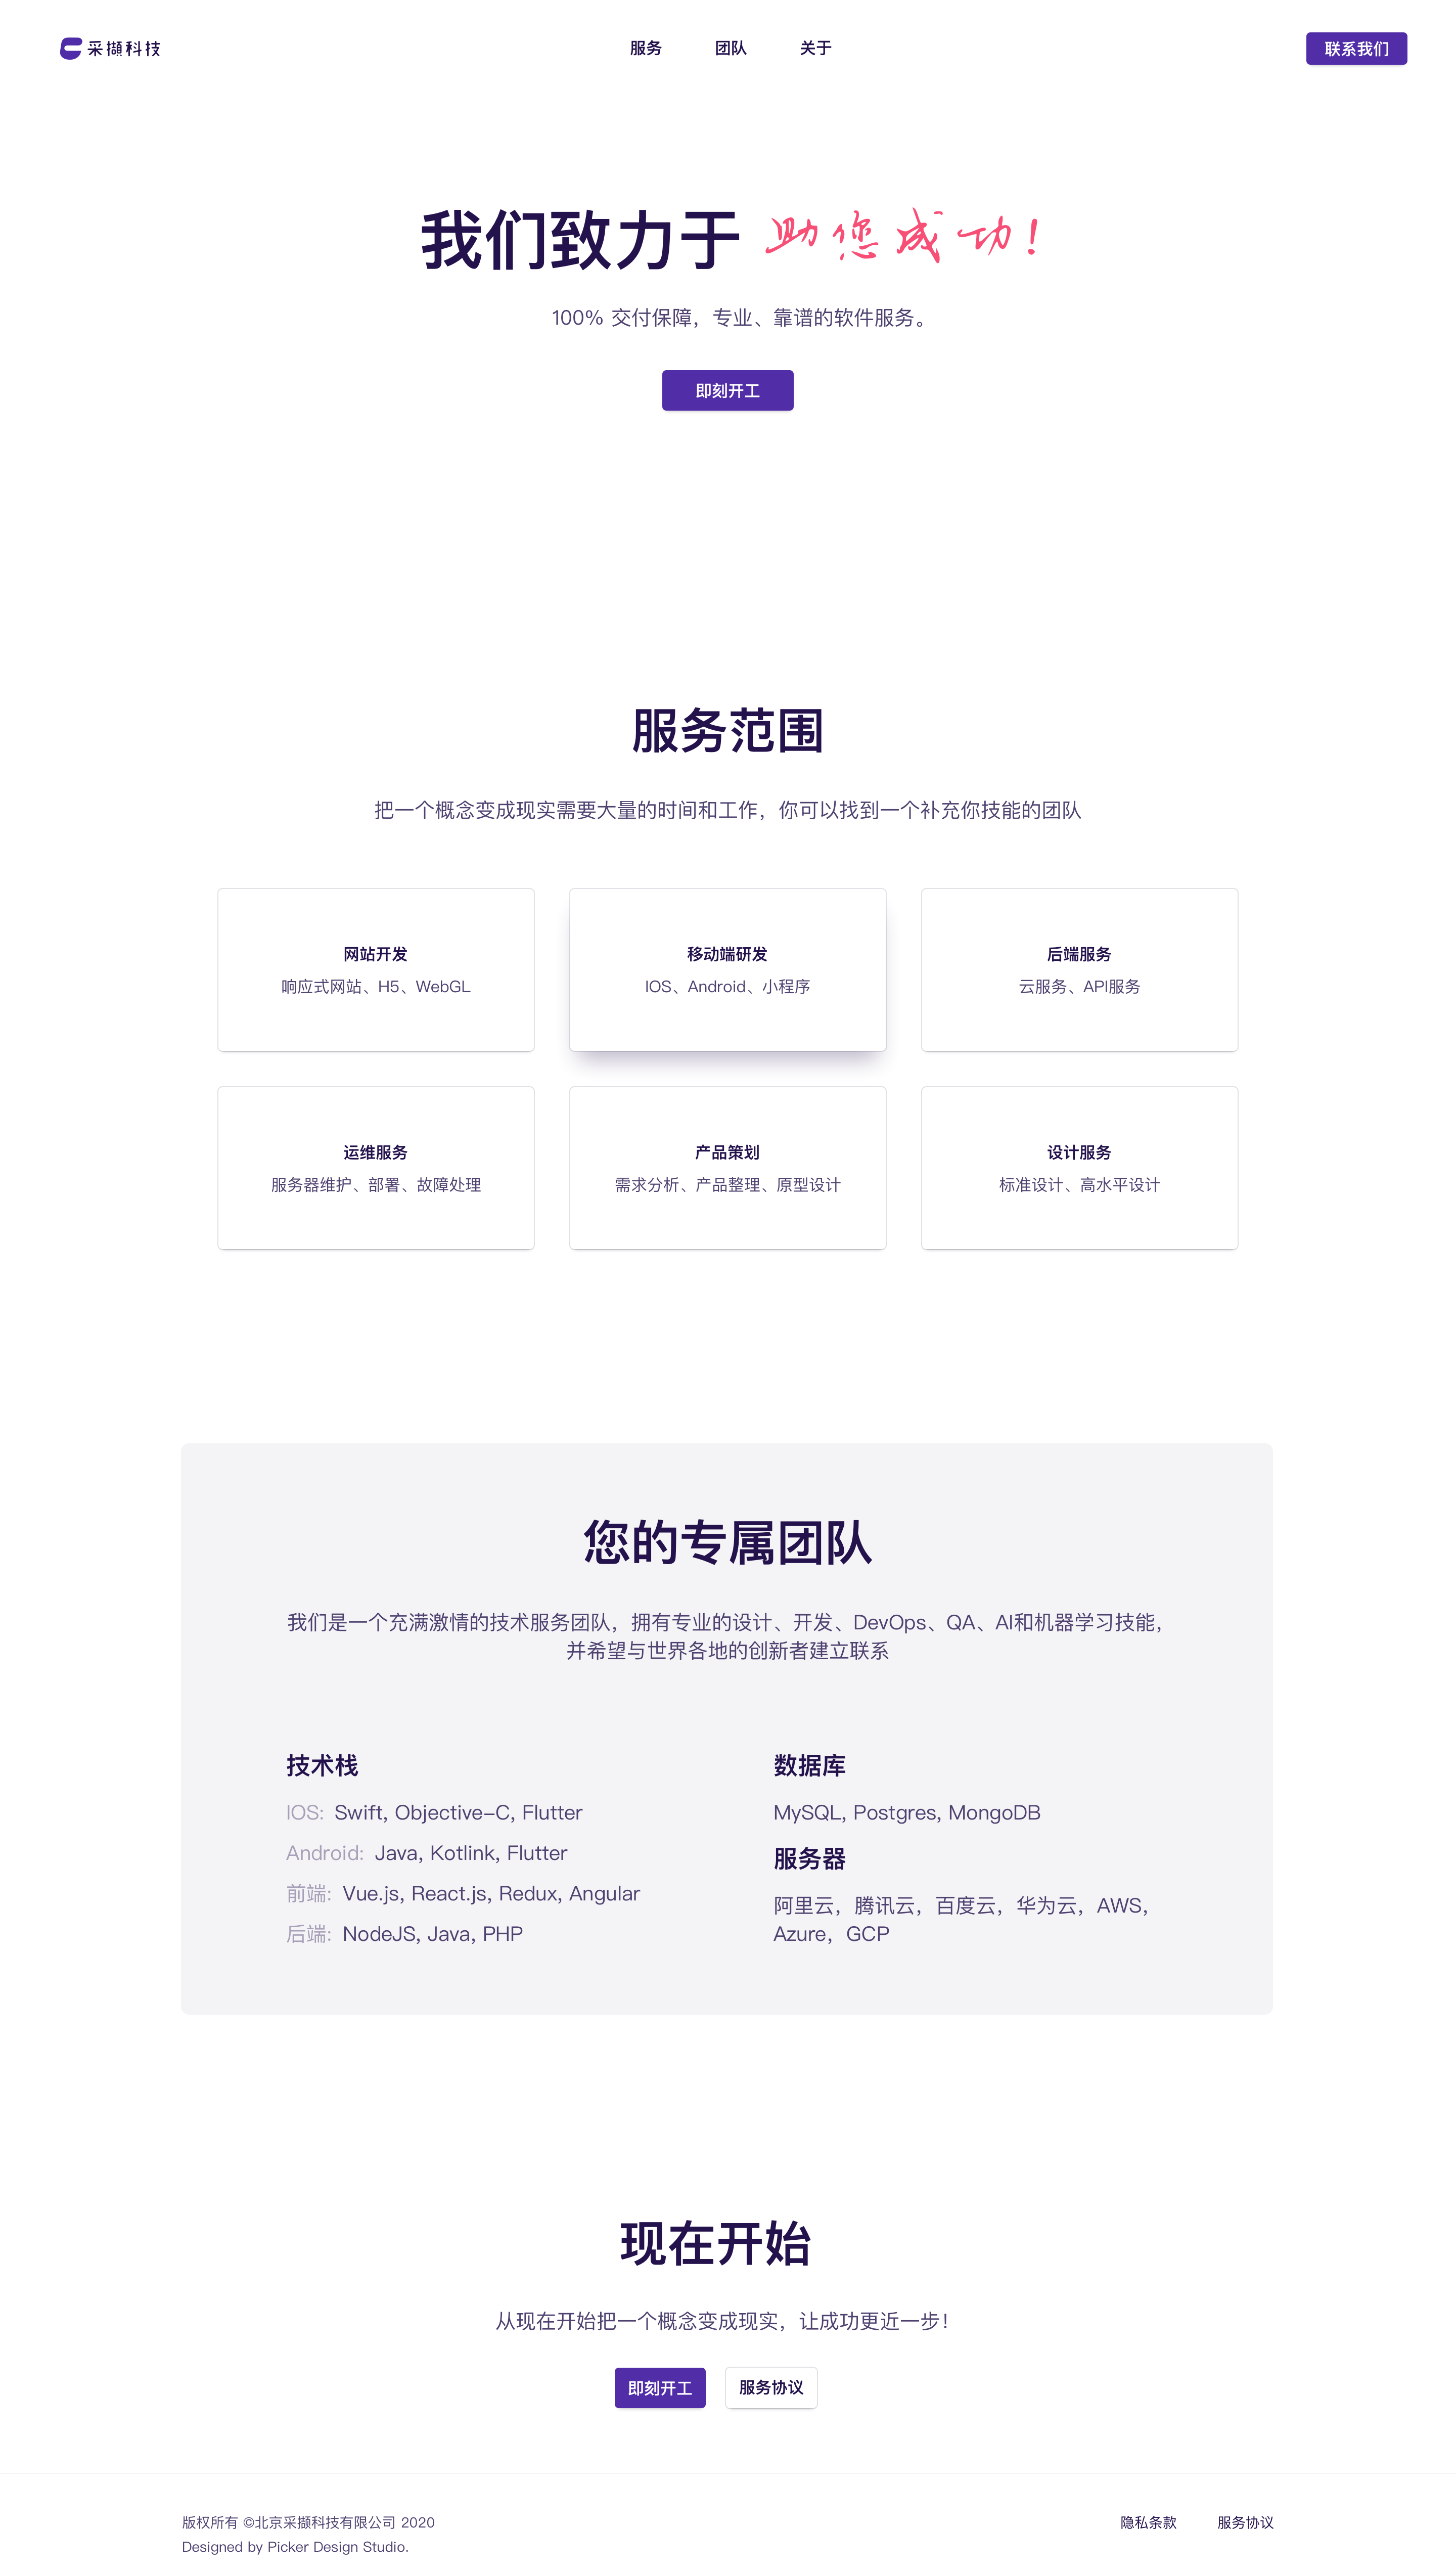 采撷科技
服务
团队
关于
联系我们
我们致力于 助您成功!
100% 交付保障，专业、靠谱的软件服务。
即刻开工
服务范围
把一个概念变成现实需要大量的时间和工作，你可以找到一个补充你技能的团队
网站开发
响应式网站、H5、WebGL
移动端研发
IOS、Android、小程序
后端服务
云服务、API服务
运维服务
服务器维护、部署、故障处理
产品策划
需求分析、产品整理、原型设计
设计服务
标准设计、高水平设计
您的专属团队
我们是一个充满激情的技术服务团队，拥有专业的设计、开发、DevOps、QA、AI和机器学习技能，
并希望与世界各地的创新者建立联系
技术栈
IOS: Swift, Objective-C, Flutter
Android: Java, Kotlink, Flutter
前端: Vue.js, React.js, Redux, Angular
后端: NodeJS, Java, PHP
数据库
MySQL, Postgres, MongoDB
服务器
阿里云，腾讯云，百度云，华为云，AWS，
Azure，GCP
现在开始
从现在开始把一个概念变成现实，让成功更近一步！
即刻开工
服务协议
版权所有 ©北京采撷科技有限公司 2020
Designed by Picker Design Studio.
隐私条款
服务协议